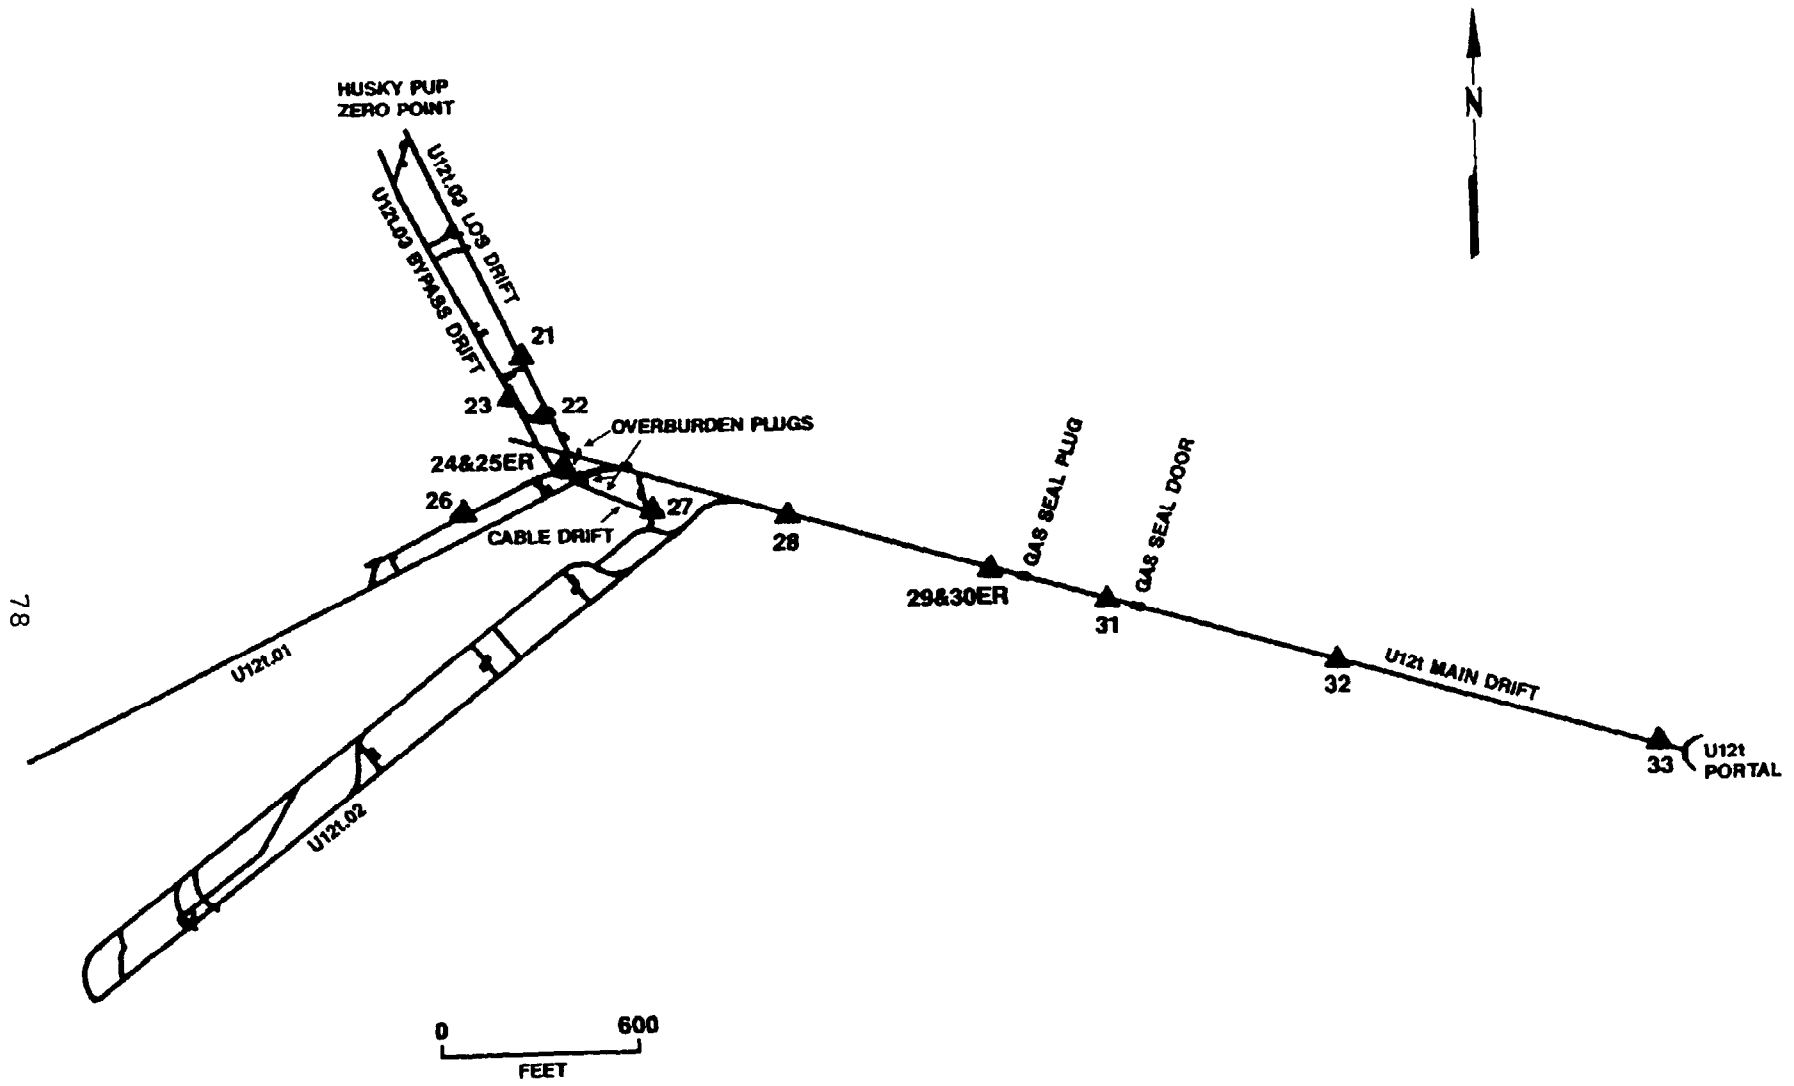 N
HUSKY PUP
ZERO POINT
U12t.03 LOS DRIFT
U12t.03 BYPASS DRIFT
21
23
22
OVERBURDEN PLUGS
24&25ER
26
27
CABLE DRIFT
28
GAS SEAL PLUG
GAS SEAL DOOR
29&30ER
31
32
U12t MAIN DRIFT
33
U12t
PORTAL
U12t.01
U12t.02
78
0
600
FEET